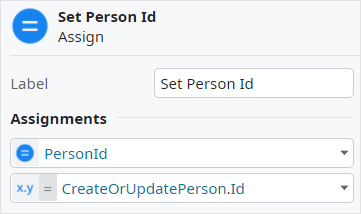 Set Person Id
Assign
Label Set Person Id
Assignments
= PersonId
x.y = CreateOrUpdatePerson.Id